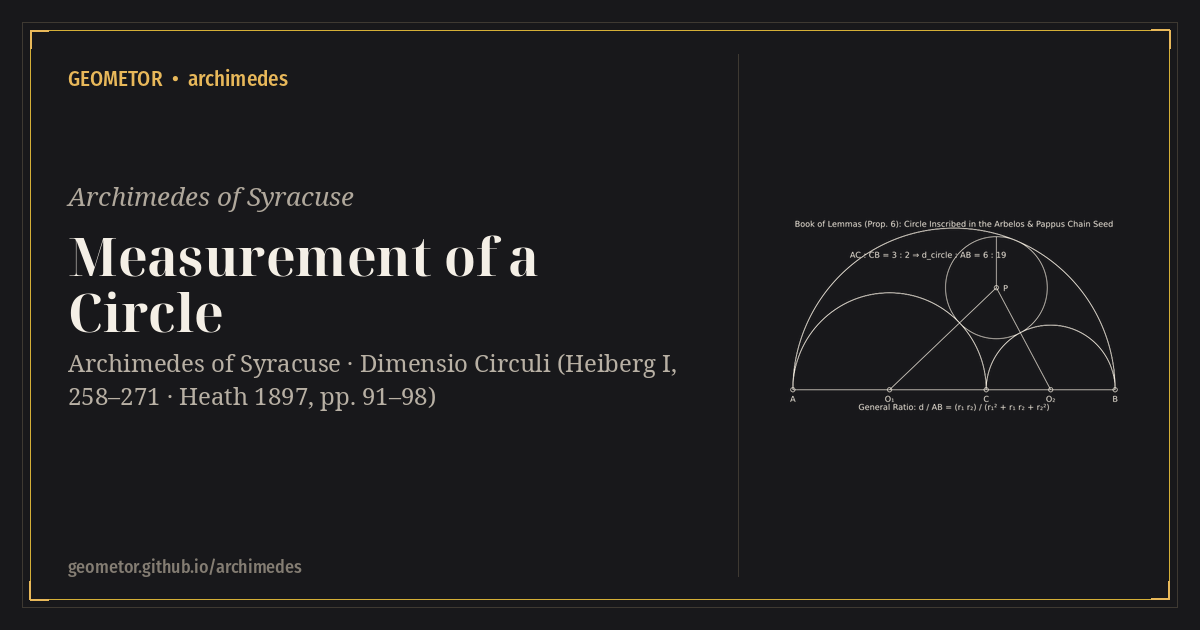 GEOMETOR • archimedes
Archimedes of Syracuse
Measurement of a
Circle
Archimedes of Syracuse · Dimensio Circuli (Heiberg I,
258–271 · Heath 1897, pp. 91–98)
geometor.github.io/archimedes
Book of Lemmas (Prop. 6): Circle Inscribed in the Arbelos & Pappus Chain Seed
AC : CB = 3 : 2 ⇒ d_circle : AB = 6 : 19
P
A O₁ C O₂ B
General Ratio: d / AB = (r₁ r₂) / (r₁² + r₁ r₂ + r₂²)